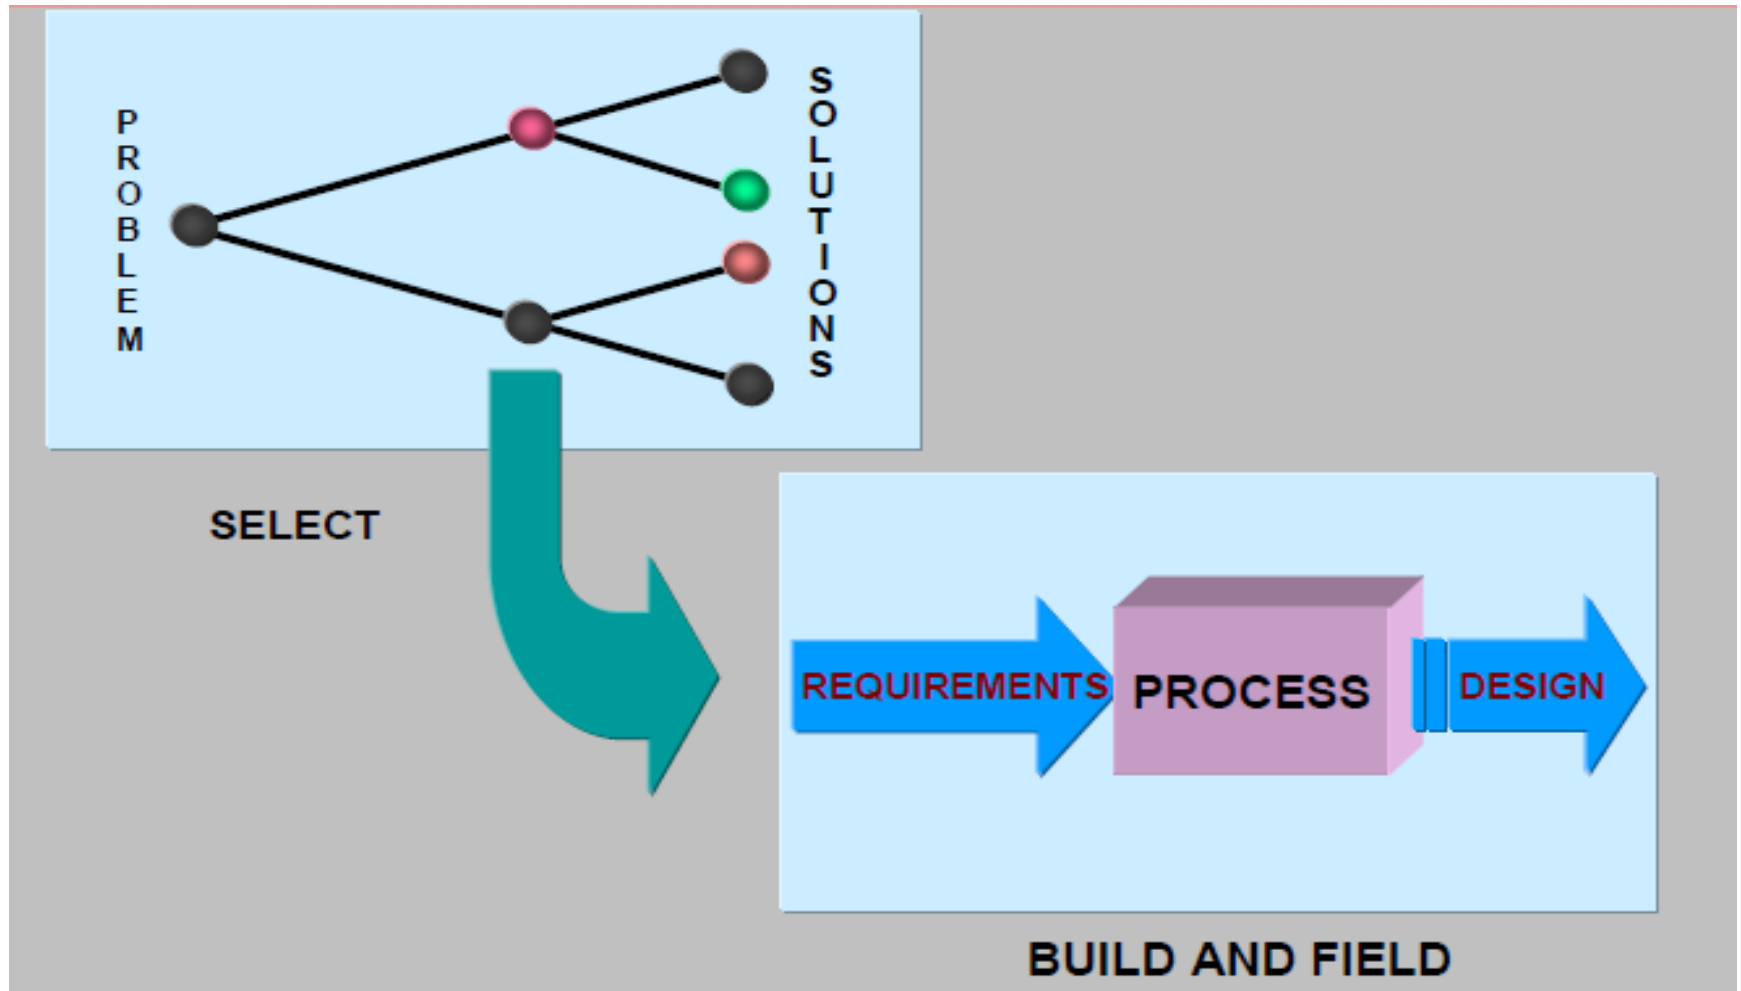 PROBLEM
SOLUTIONS
SELECT
REQUIREMENTS
PROCESS
DESIGN
BUILD AND FIELD